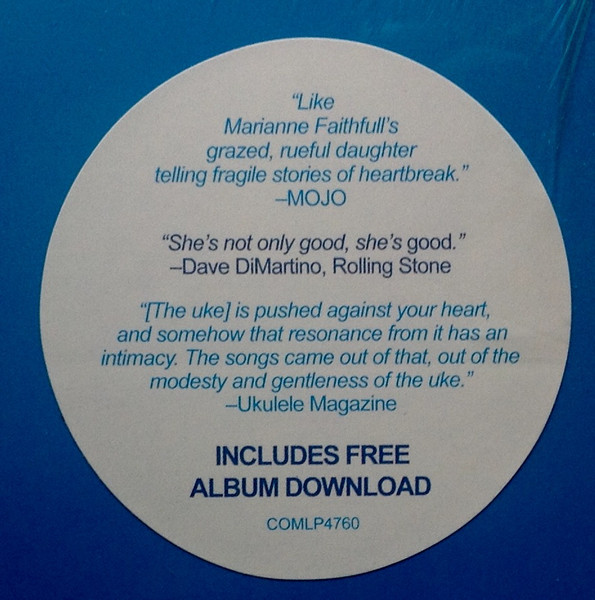 “Like
Marianne Faithfull’s
grazed, rueful daughter
telling fragile stories of heartbreak.”
–MOJO
“She’s not only good, she’s good.”
–Dave DiMartino, Rolling Stone
“[The uke] is pushed against your heart,
and somehow that resonance from it has an
intimacy. The songs came out of that, out of the
modesty and gentleness of the uke.”
–Ukulele Magazine
INCLUDES FREE
ALBUM DOWNLOAD
COMLP4760